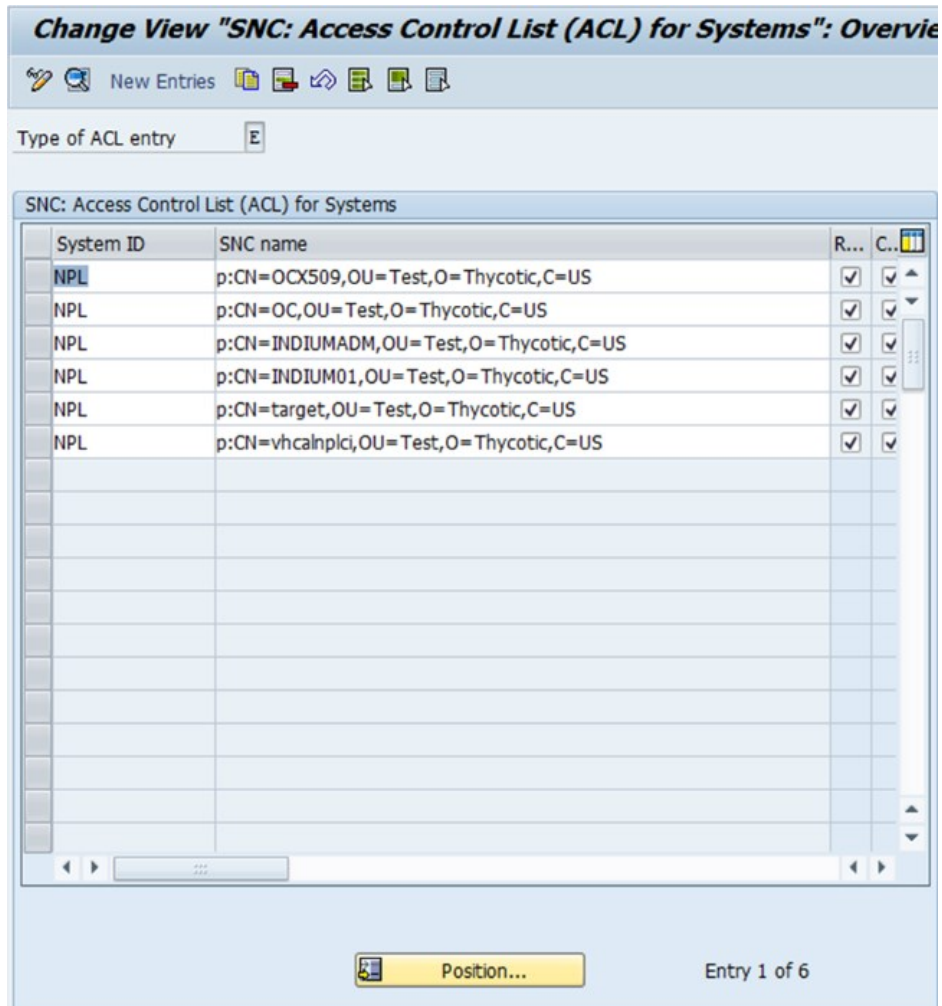 Change View "SNC: Access Control List (ACL) for Systems": Overvie
New Entries
Type of ACL entry E
SNC: Access Control List (ACL) for Systems
System ID SNC name R... C..
NPL p:CN=OCX509,OU=Test,O=Thycotic,C=US
NPL p:CN=OC,OU=Test,O=Thycotic,C=US
NPL p:CN=INDIUMADM,OU=Test,O=Thycotic,C=US
NPL p:CN=INDIUM01,OU=Test,O=Thycotic,C=US
NPL p:CN=target,OU=Test,O=Thycotic,C=US
NPL p:CN=vhcalnplci,OU=Test,O=Thycotic,C=US
Position... Entry 1 of 6